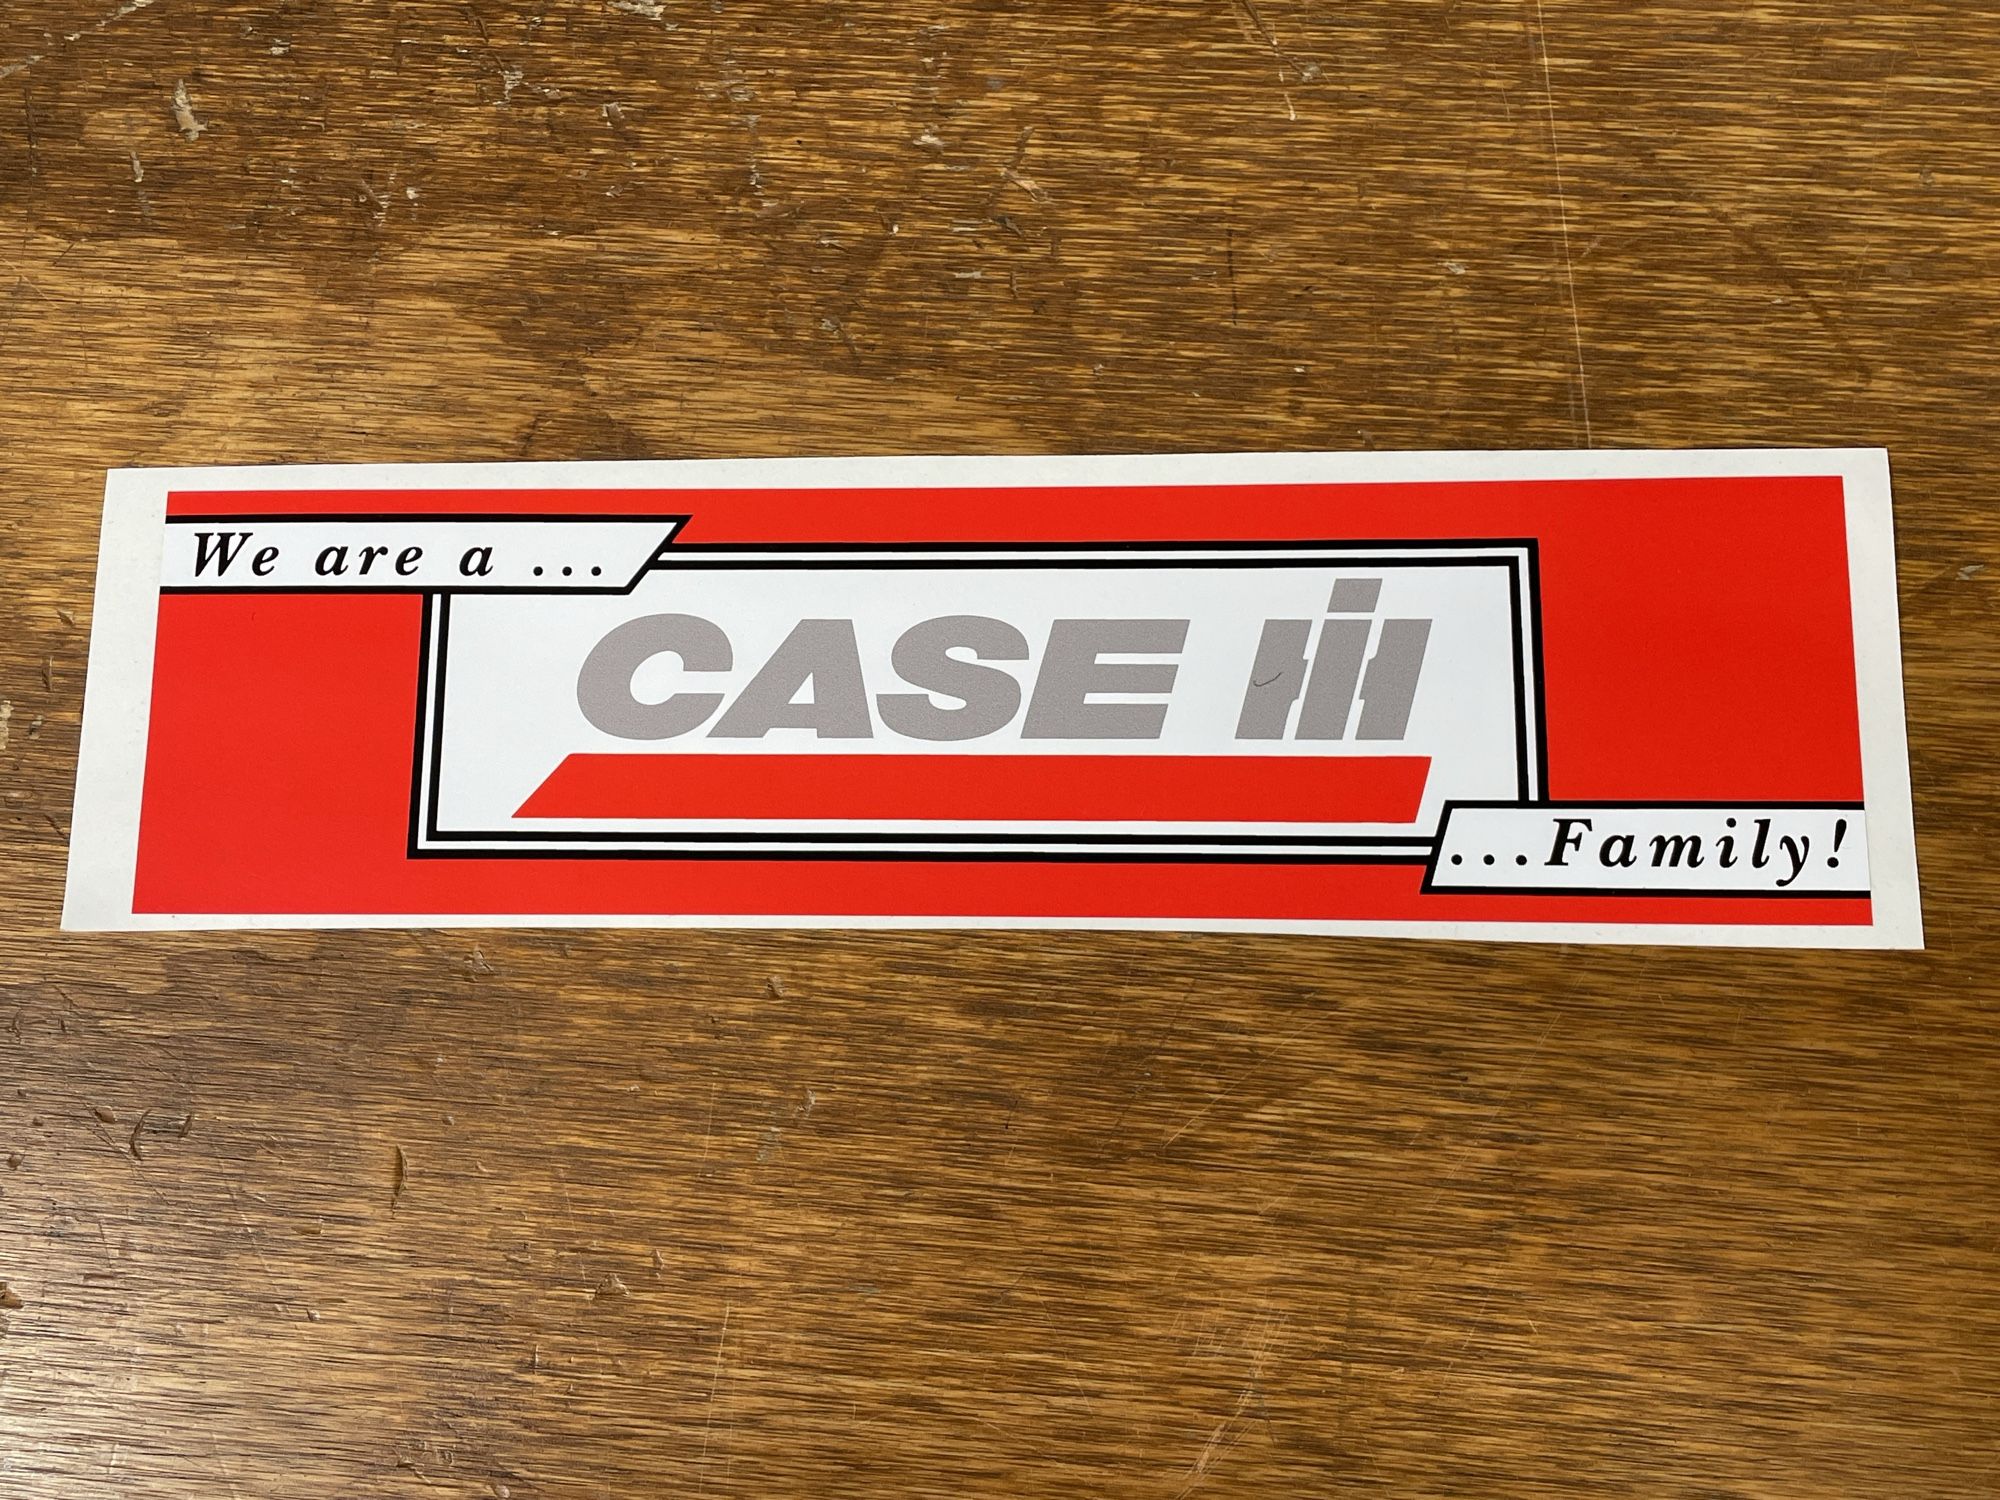 We are a ...
CASE IH
...Family!